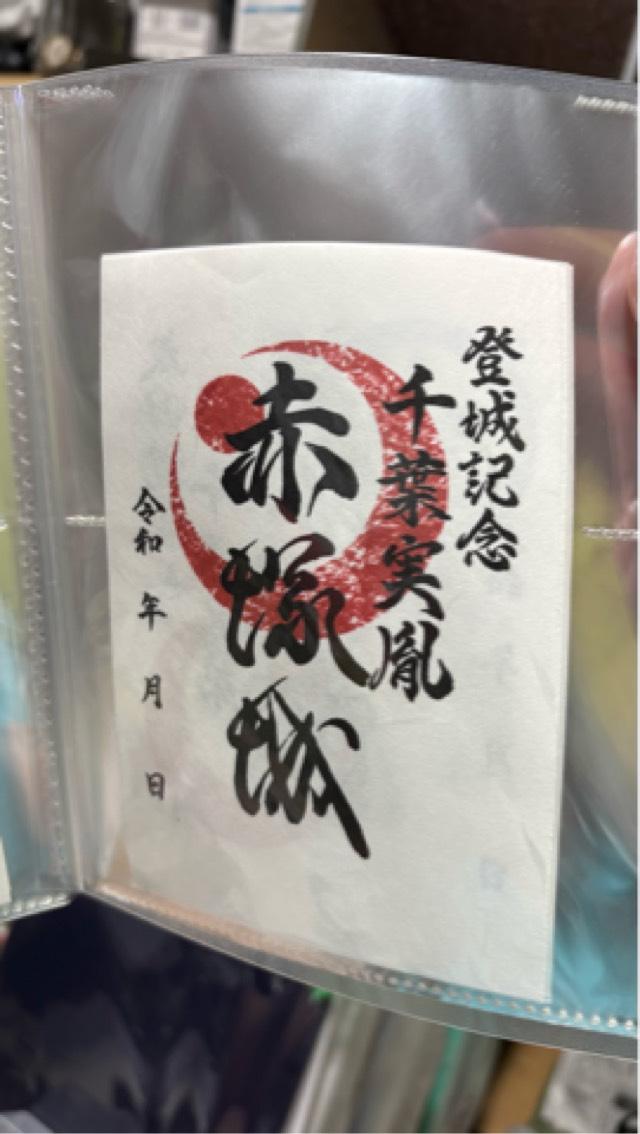 登城記念
千葉実胤
赤塚城
令和 年 月 日